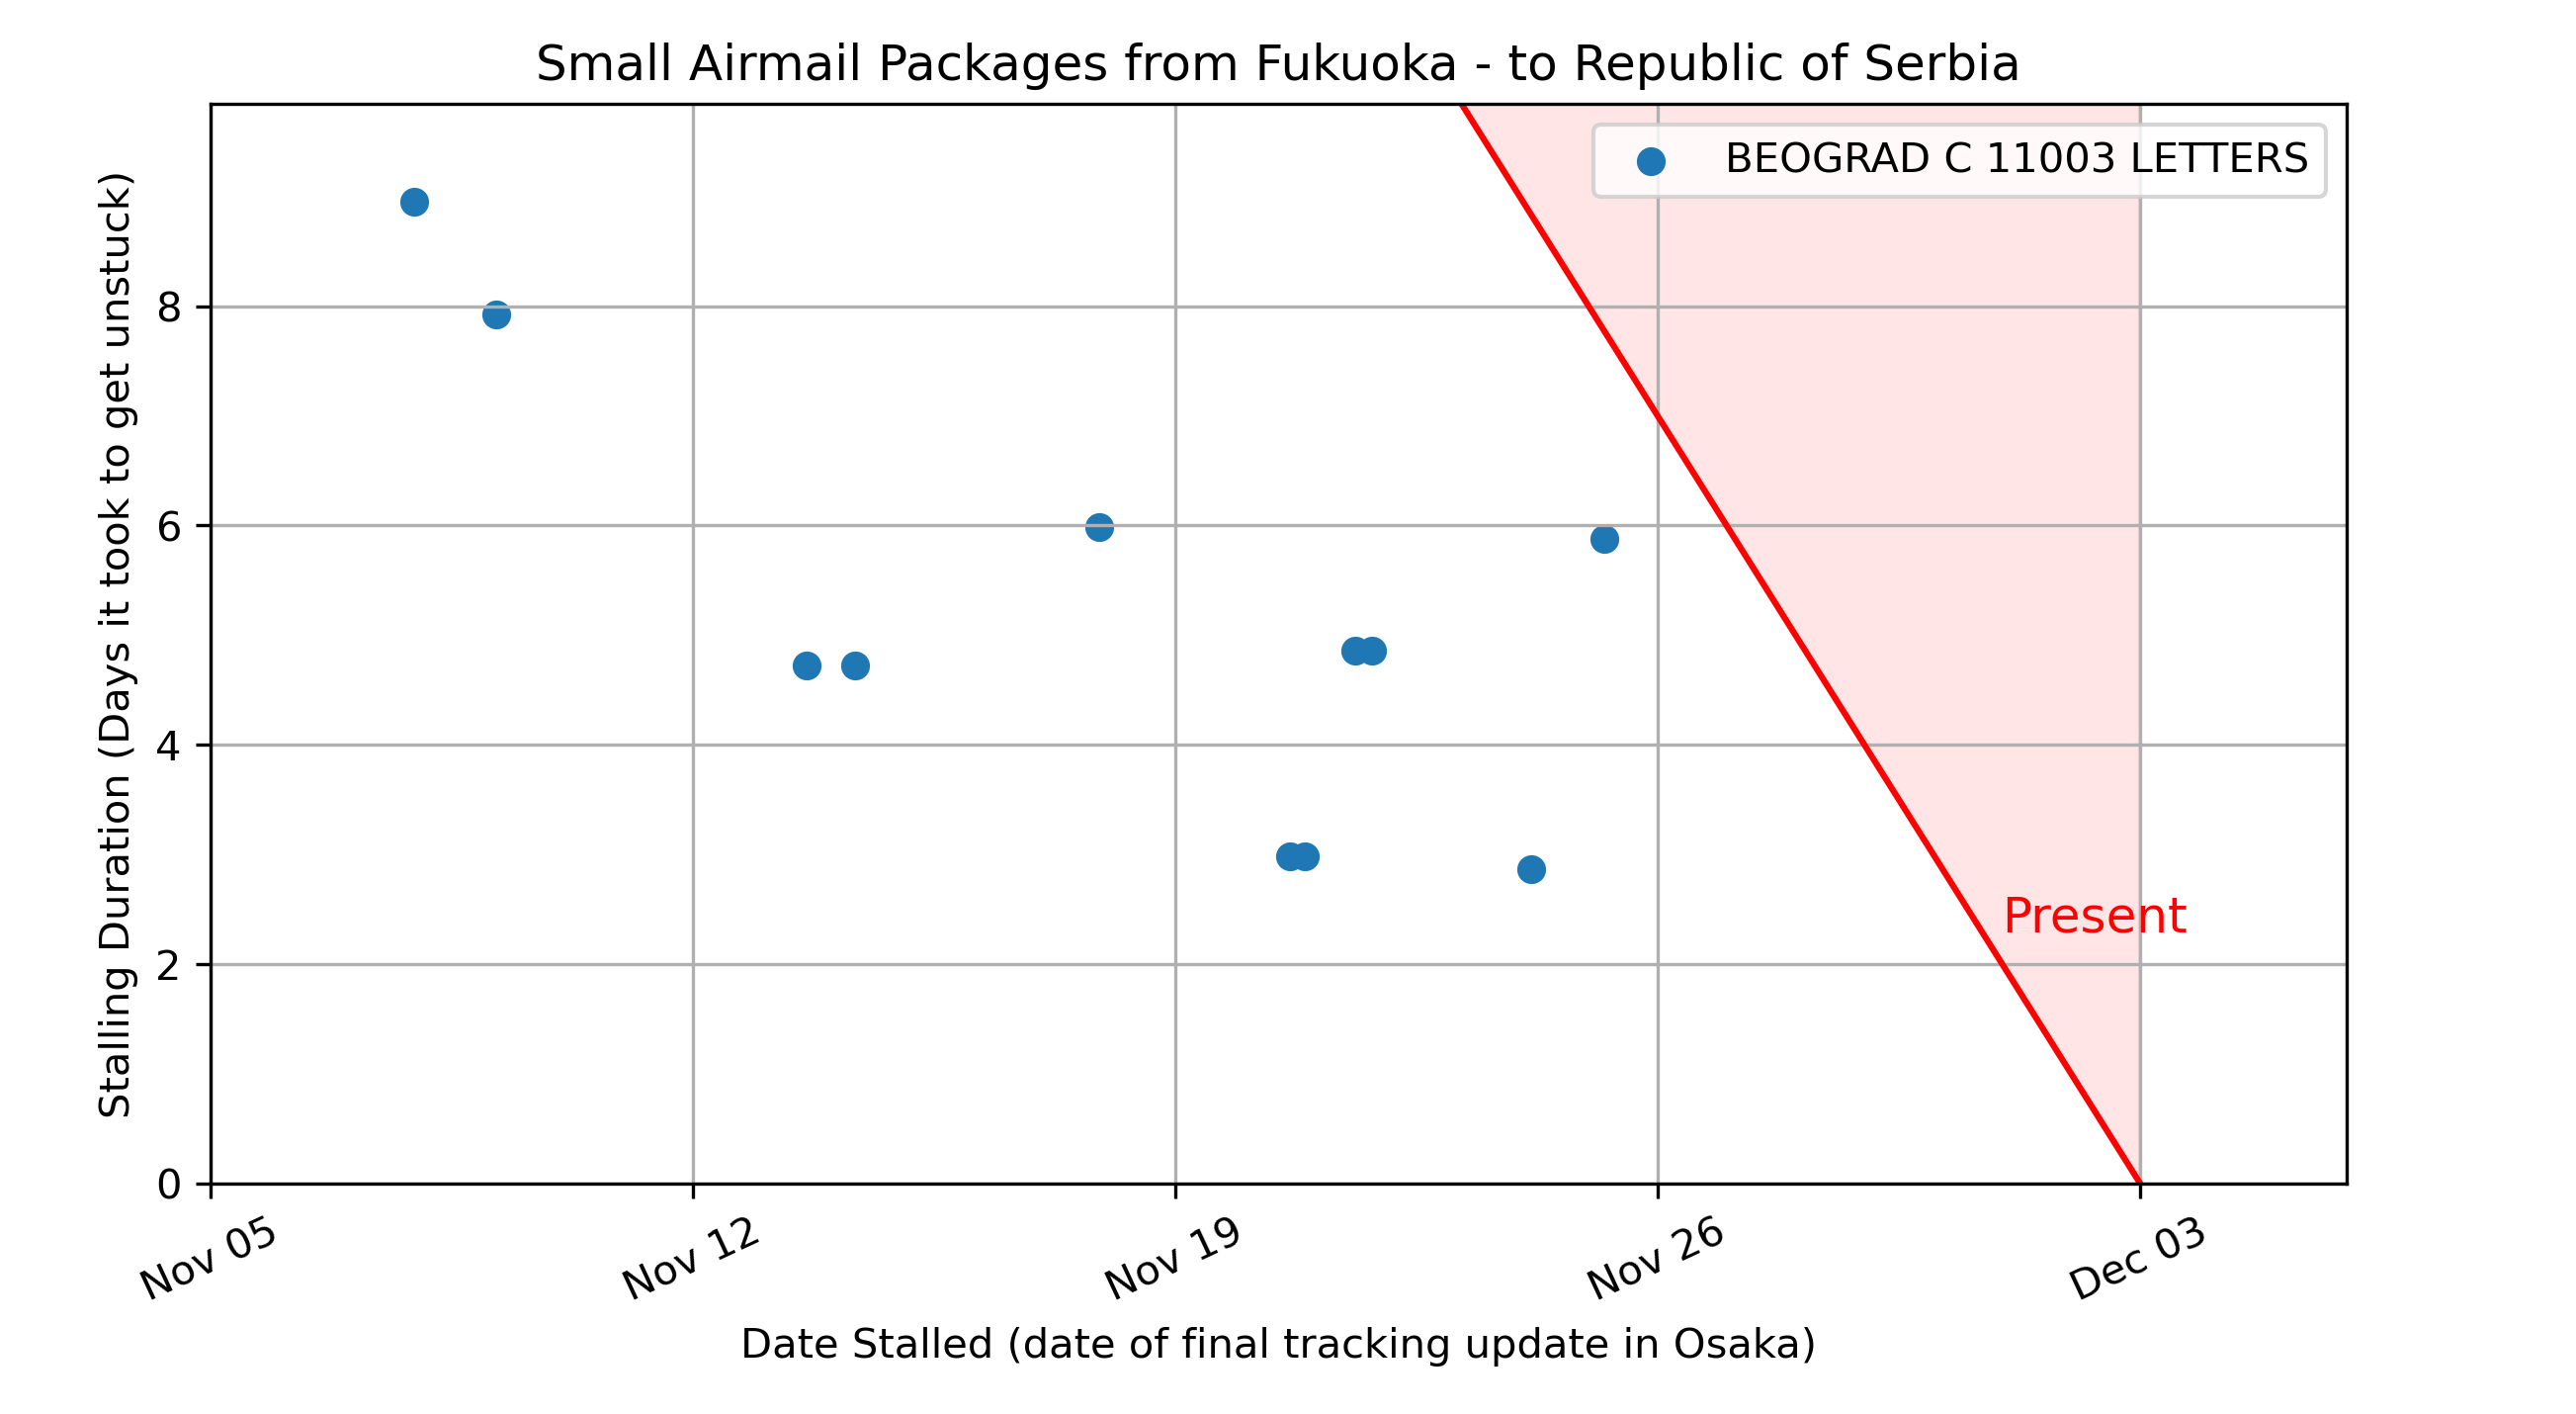 Small Airmail Packages from Fukuoka - to Republic of Serbia
BEOGRAD C 11003 LETTERS
Stalling Duration (Days it took to get unstuck)
8
6
4
2
0
Present
Nov 05
Nov 12
Nov 19
Nov 26
Dec 03
Date Stalled (date of final tracking update in Osaka)